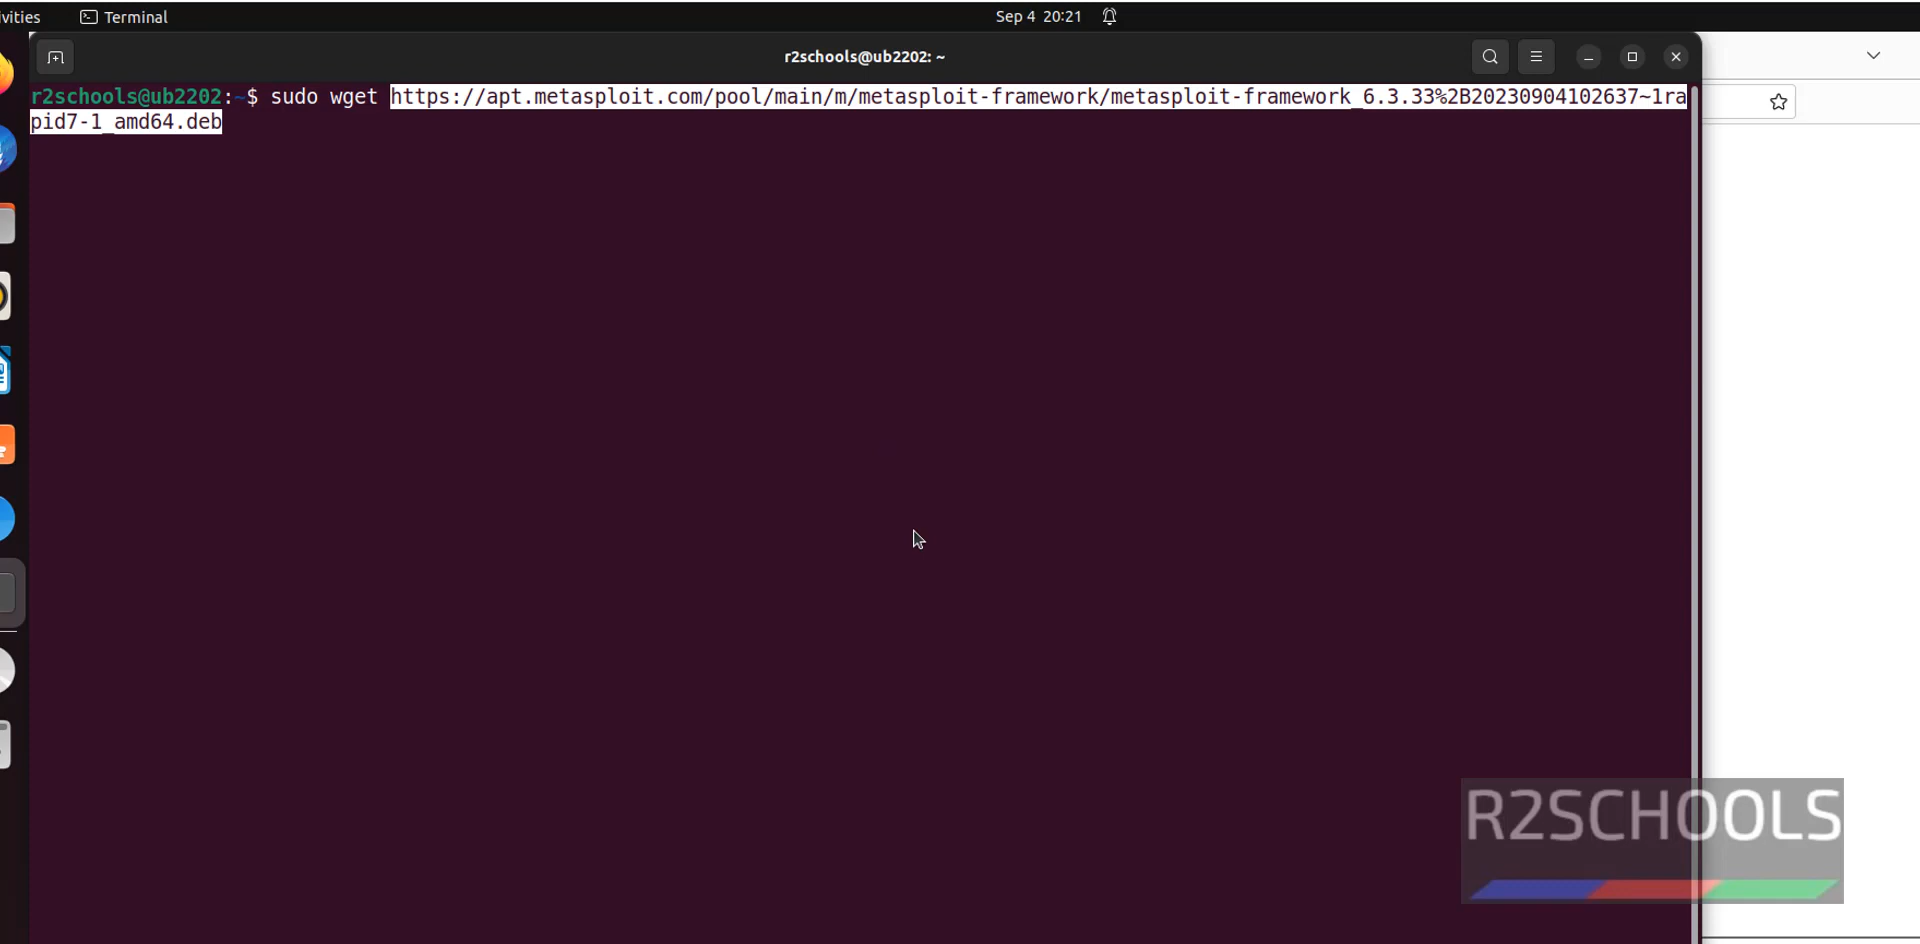 ivities
Terminal
Sep 4 20:21
r2schools@ub2202: ~
r2schools@ub2202:~$ sudo wget https://apt.metasploit.com/pool/main/m/metasploit-framework/metasploit-framework_6.3.33%2B20230904102637~1ra
pid7-1_amd64.deb
R2SCHOOLS